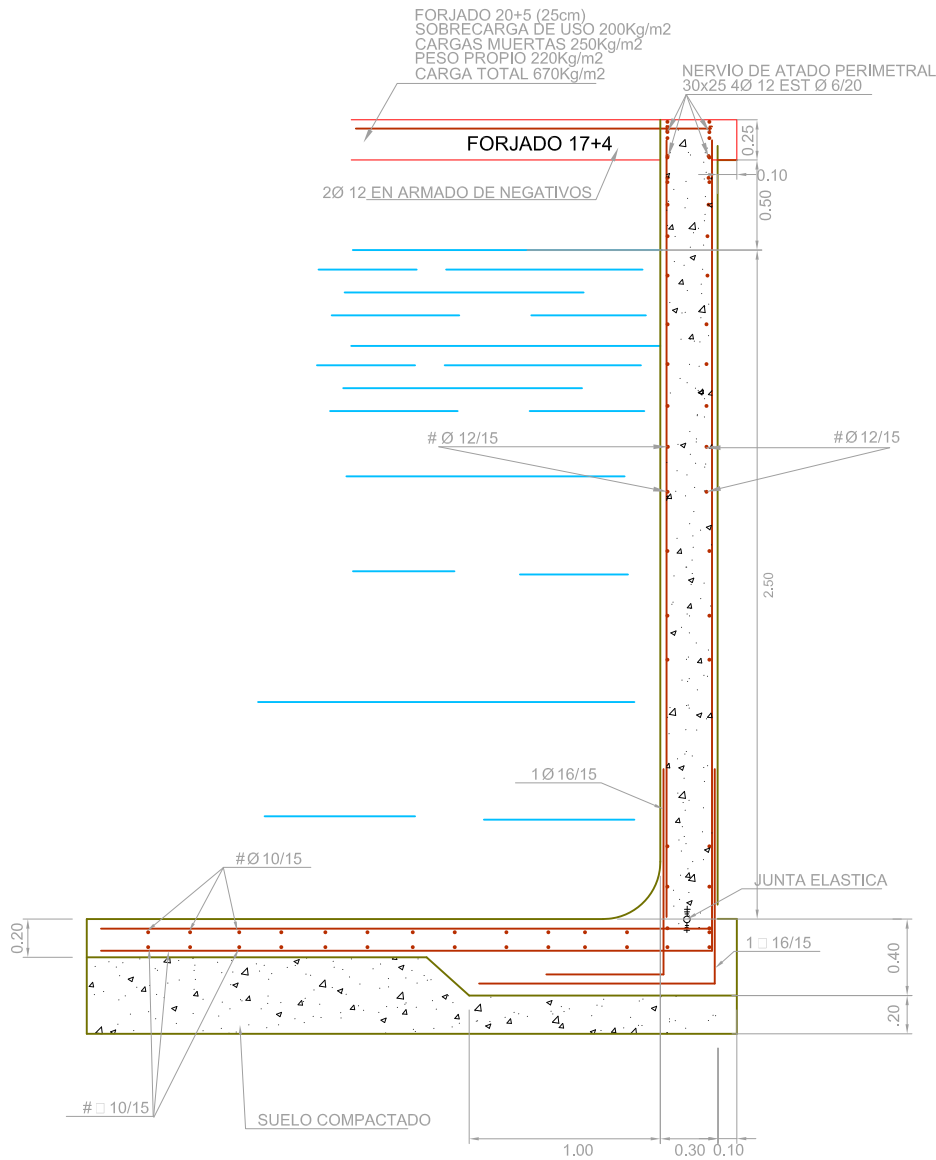 FORJADO 20+5 (25cm)
SOBRECARGA DE USO 200Kg/m2
CARGAS MUERTAS 250Kg/m2
PESO PROPIO 220Kg/m2
CARGA TOTAL 670Kg/m2
NERVIO DE ATADO PERIMETRAL
30x25 4Ø 12 EST Ø 6/20
FORJADO 17+4
0.25
0.10
2Ø 12 EN ARMADO DE NEGATIVOS
0.50
# Ø 12/15
# Ø 12/15
2.50
1 Ø 16/15
# Ø 10/15
JUNTA ELASTICA
0.20
1 □ 16/15
0.40
.20
# □ 10/15
SUELO COMPACTADO
1.00
0.30
0.10